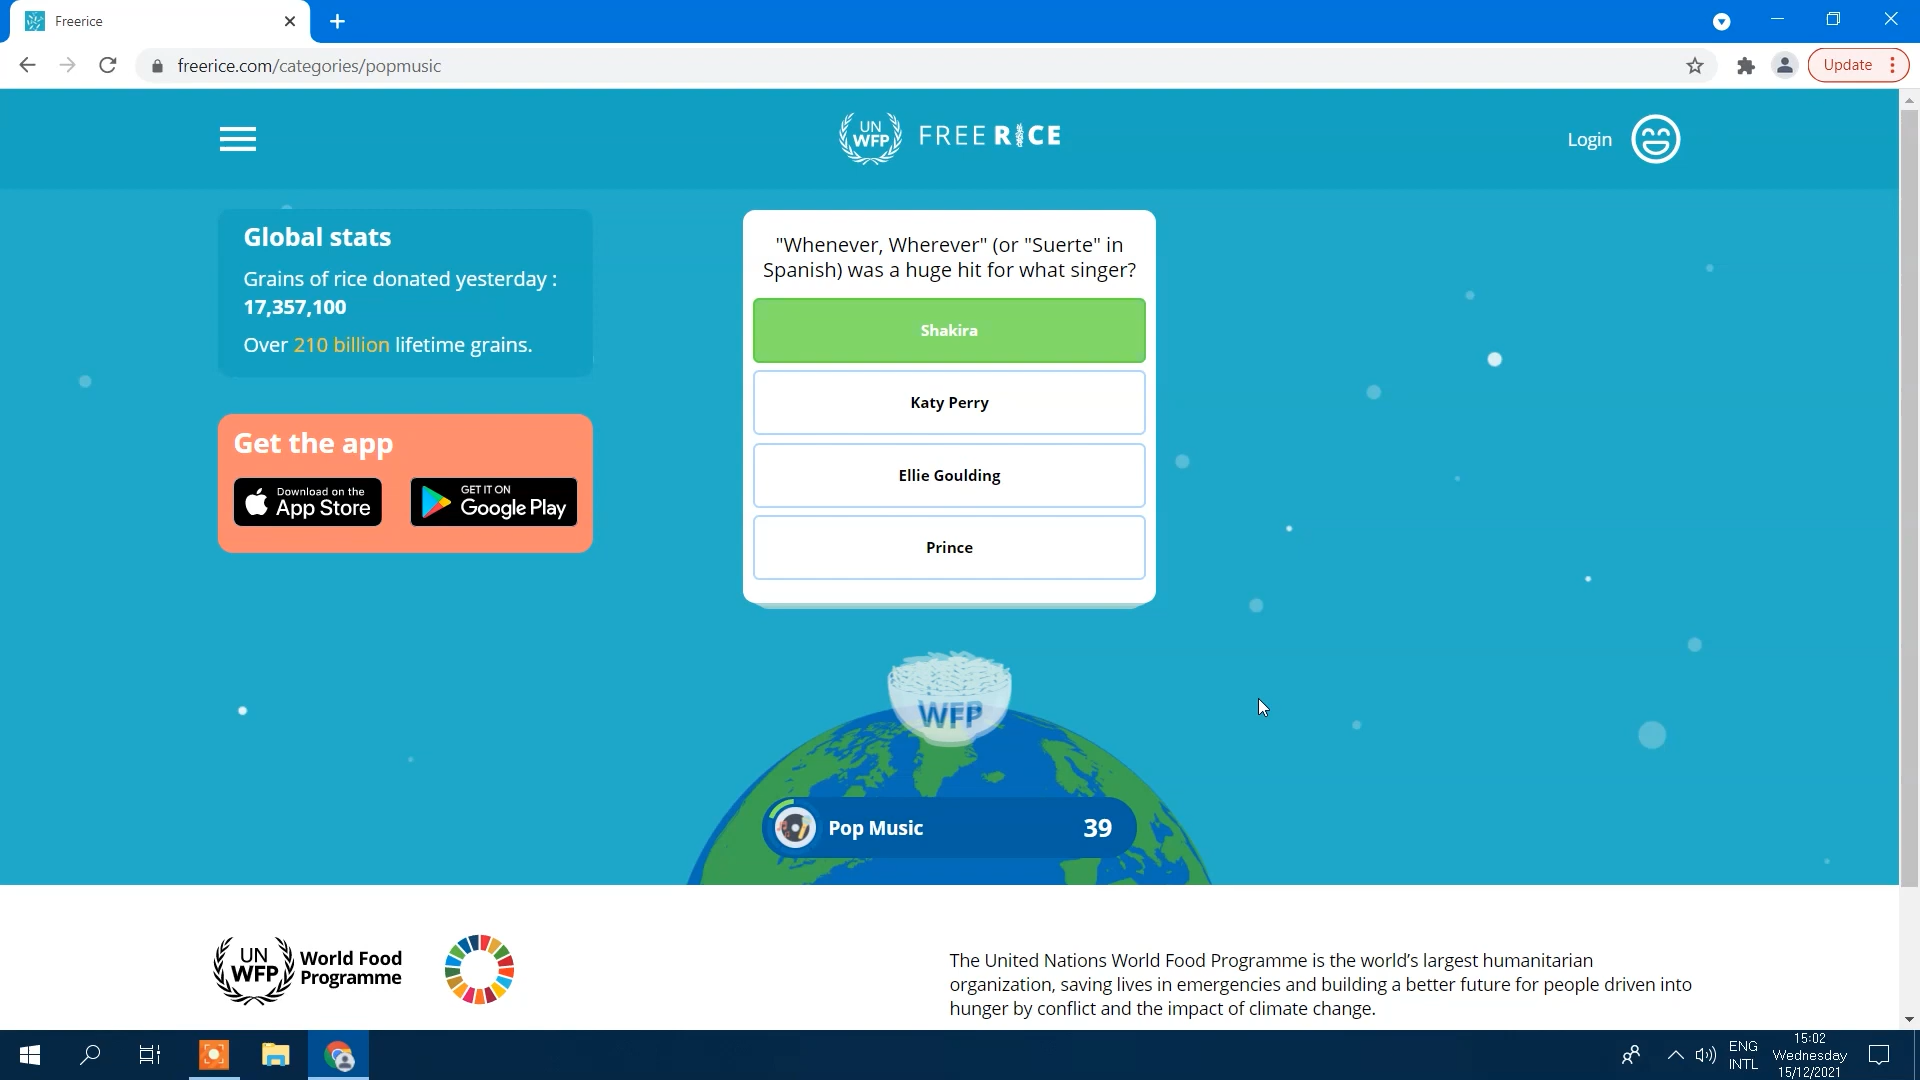 Freerice
freerice.com/categories/popmusic
Update
UN
WFP
FREERICE
Login
Global stats
Grains of rice donated yesterday :
17,357,100
Over 210 billion lifetime grains.
Get the app
Download on the
App Store
GET IT ON
Google Play
"Whenever, Wherever" (or "Suerte" in
Spanish) was a huge hit for what singer?
Shakira
Katy Perry
Ellie Goulding
Prince
WFP
Pop Music
39
UN
WFP
World Food
Programme
The United Nations World Food Programme is the world's largest humanitarian
organization, saving lives in emergencies and building a better future for people driven into
hunger by conflict and the impact of climate change.
ENG
INTL
15:02
Wednesday
15/12/2021